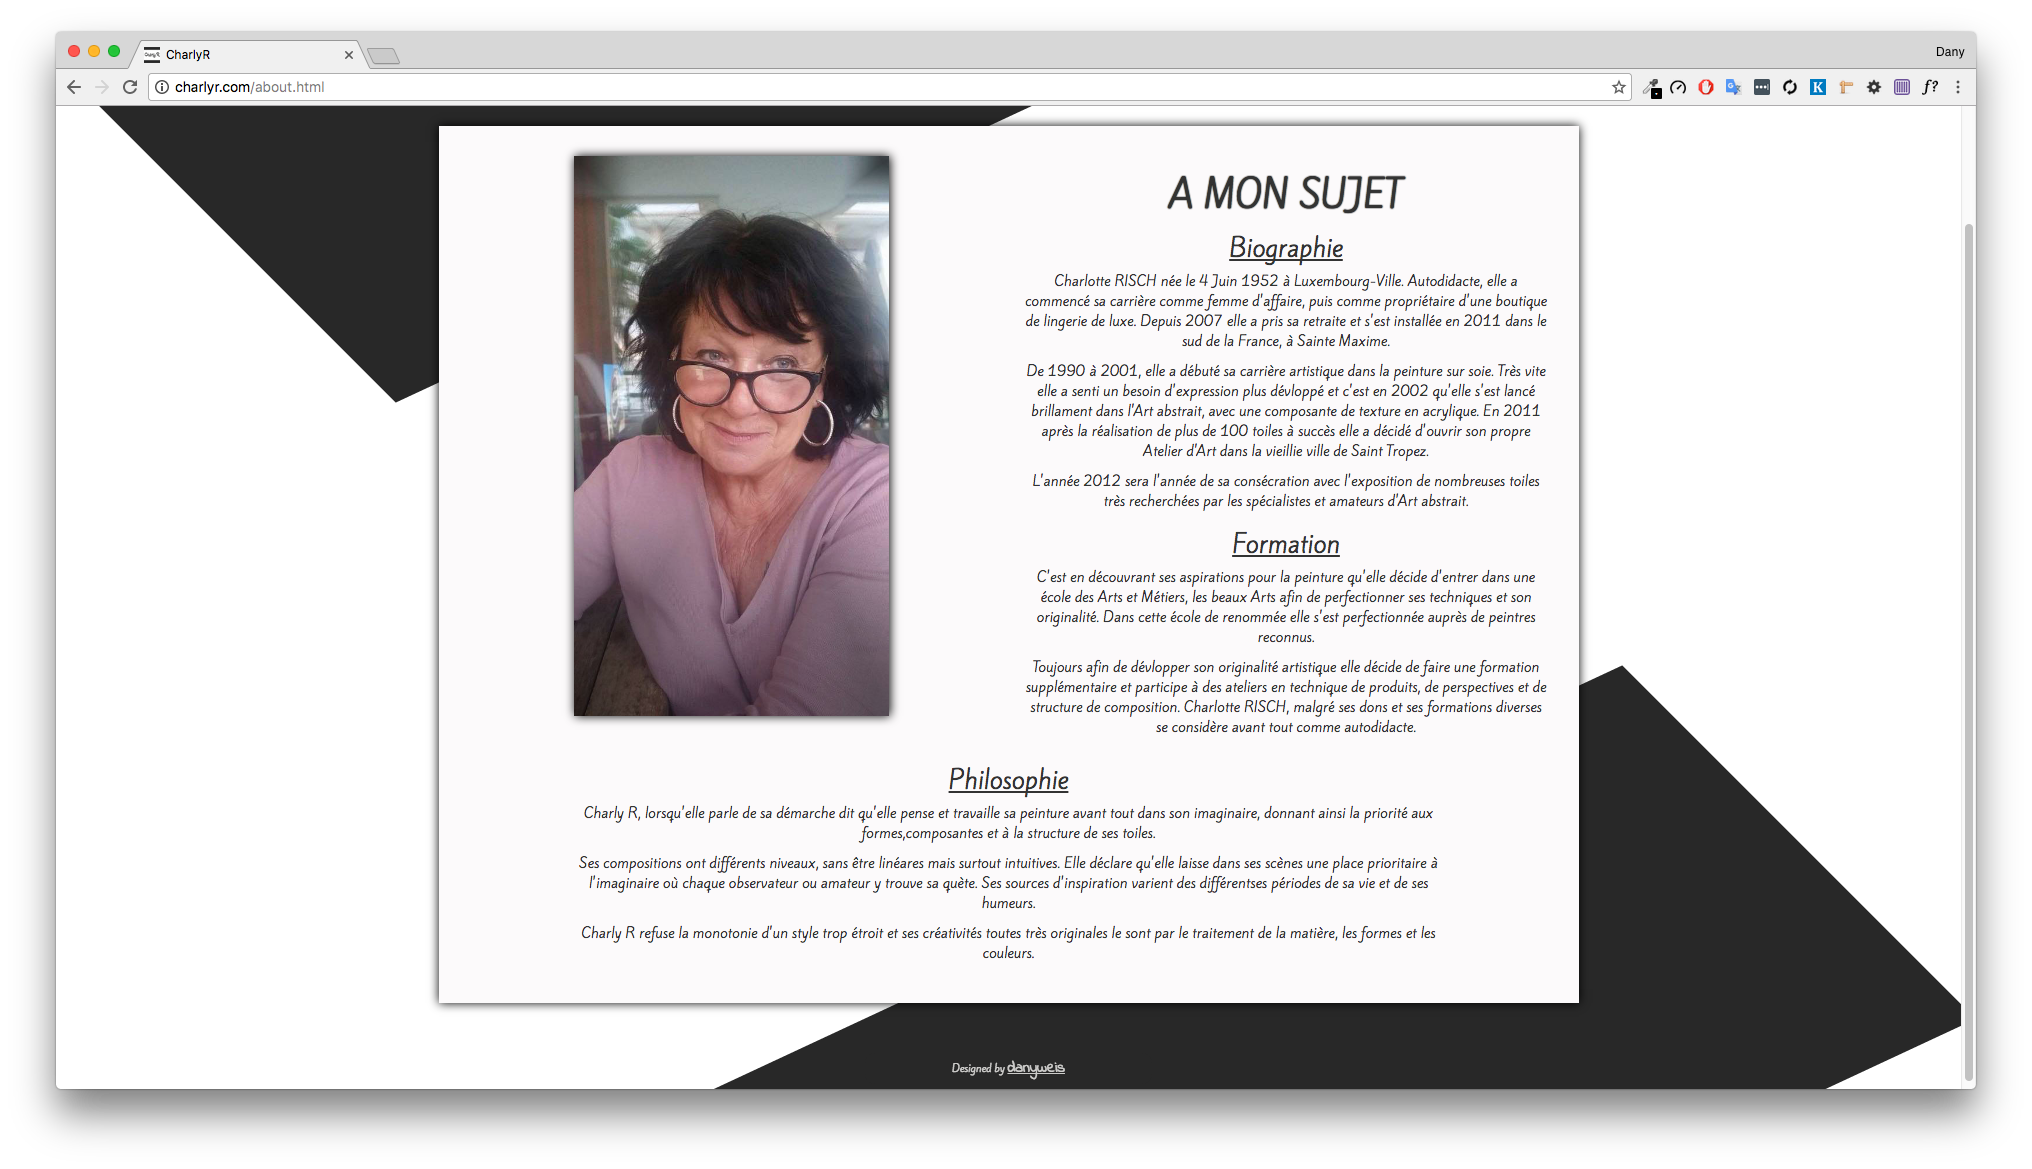 CharlyR
Dany
charlyr.com/about.html
K
f?
A MON SUJET
Biographie
Charlotte RISCH née le 4 Juin 1952 à Luxembourg-Ville. Autodidacte, elle a
commencé sa carrière comme femme d'affaire, puis comme propriétaire d'une boutique
de lingerie de luxe. Depuis 2007 elle a pris sa retraite et s'est installée en 2011 dans le
sud de la France, à Sainte Maxime.
De 1990 à 2001, elle a débuté sa carrière artistique dans la peinture sur soie. Très vite
elle a senti un besoin d'expression plus dévloppé et c'est en 2002 qu'elle s'est lancé
brillament dans l'Art abstrait, avec une composante de texture en acrylique. En 2011
après la réalisation de plus de 100 toiles à succès elle a décidé d'ouvrir son propre
Atelier d'Art dans la vieillie ville de Saint Tropez.
L'année 2012 sera l'année de sa consécration avec l'exposition de nombreuses toiles
très recherchées par les spécialistes et amateurs d'Art abstrait.
Formation
C'est en découvrant ses aspirations pour la peinture qu'elle décide d'entrer dans une
école des Arts et Métiers, les beaux Arts afin de perfectionner ses techniques et son
originalité. Dans cette école de renommée elle s'est perfectionnée auprès de peintres
reconnus.
Toujours afin de dévlopper son originalité artistique elle décide de faire une formation
supplémentaire et participe à des ateliers en technique de produits, de perspectives et de
structure de composition. Charlotte RISCH, malgré ses dons et ses formations diverses
se considère avant tout comme autodidacte.
Philosophie
Charly R, lorsqu'elle parle de sa démarche dit qu'elle pense et travaille sa peinture avant tout dans son imaginaire, donnant ainsi la priorité aux
formes,composantes et à la structure de ses toiles.
Ses compositions ont différents niveaux, sans être linéares mais surtout intuitives. Elle déclare qu'elle laisse dans ses scènes une place prioritaire à
l'imaginaire où chaque observateur ou amateur y trouve sa quète. Ses sources d'inspiration varient des différentses périodes de sa vie et de ses
humeurs.
Charly R refuse la monotonie d'un style trop étroit et ses créativités toutes très originales le sont par le traitement de la matière, les formes et les
couleurs.
Designed by danyweis